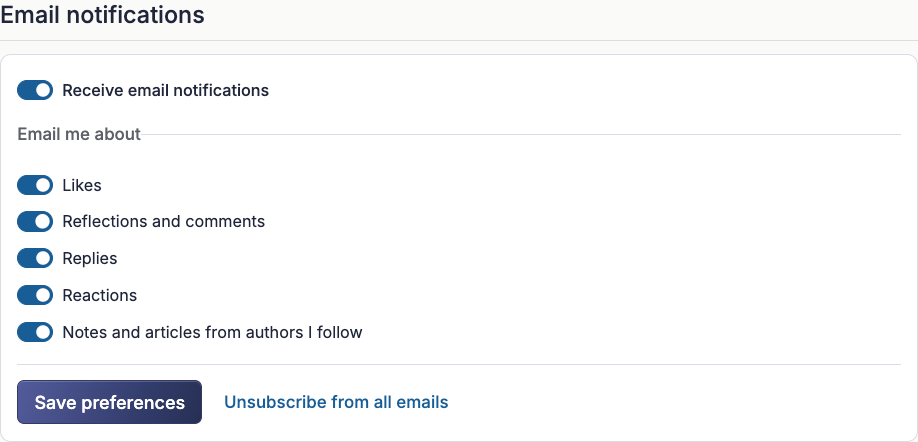 Email notifications
Receive email notifications
Email me about
Likes
Reflections and comments
Replies
Reactions
Notes and articles from authors I follow
Save preferences
Unsubscribe from all emails